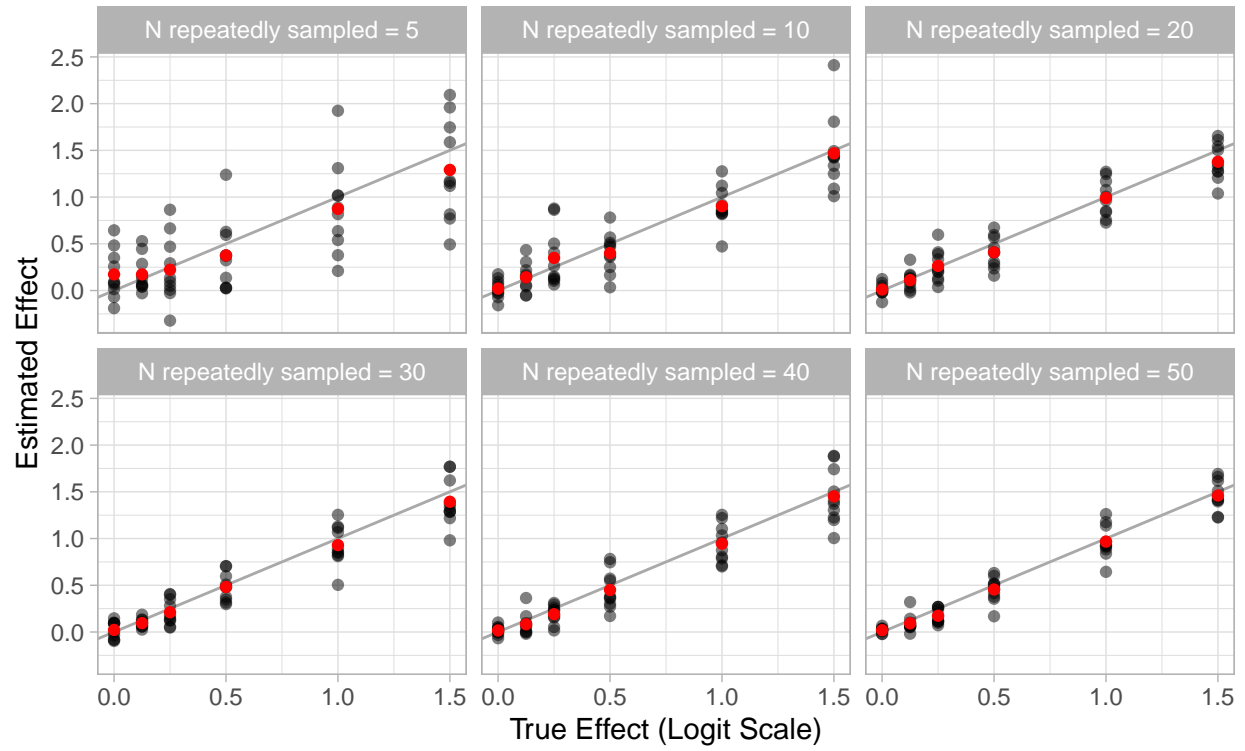 N repeatedly sampled = 5
N repeatedly sampled = 10
N repeatedly sampled = 20
2.5
2.0
1.5
1.0
0.5
0.0
Estimated Effect
N repeatedly sampled = 30
N repeatedly sampled = 40
N repeatedly sampled = 50
2.5
2.0
1.5
1.0
0.5
0.0
0.0 0.5 1.0 1.5 0.0 0.5 1.0 1.5 0.0 0.5 1.0 1.5
True Effect (Logit Scale)